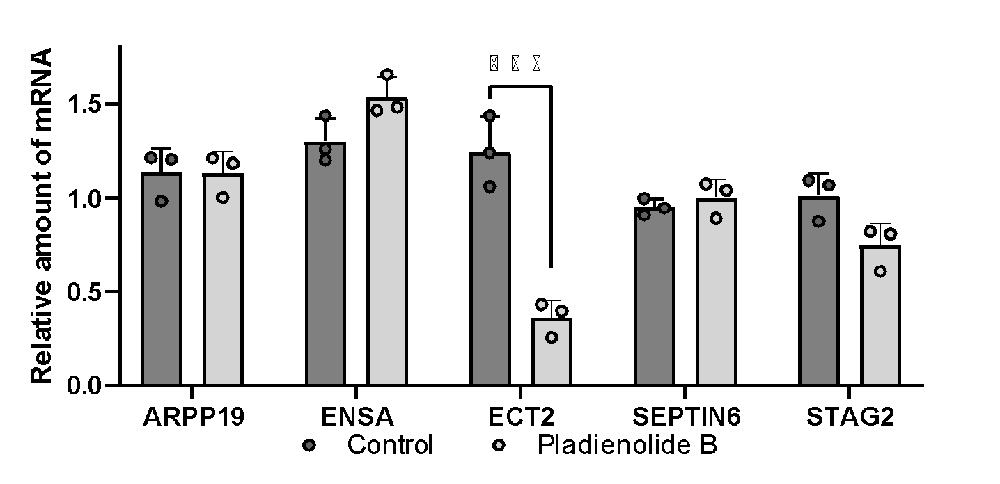 Relative amount of mRNA
1.5
1.0
0.5
0.0
ARPP19 ENSA ECT2 SEPTIN6 STAG2
Control Pladienolide B